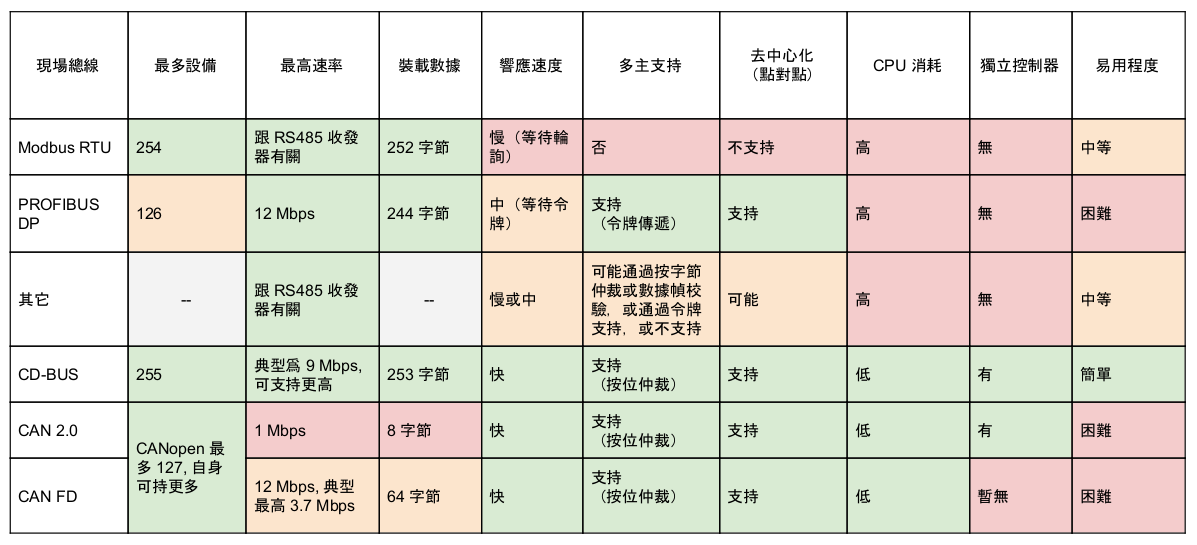 現場總線
最多設備
最高速率
裝載數據
響應速度
多主支持
去中心化
（點對點）
CPU 消耗
獨立控制器
易用程度
Modbus RTU
254
跟 RS485 收發
器有關
252 字節
慢（等待輪
詢）
否
不支持
高
無
中等
PROFIBUS
DP
126
12 Mbps
244 字節
中（等待令
牌）
支持
（令牌傳遞）
支持
高
無
困難
其它
--
跟 RS485 收發
器有關
--
慢或中
可能通過按字節
仲裁或數據幀校
驗，或通過令牌
支持，或不支持
可能
高
無
中等
CD-BUS
255
典型爲 9 Mbps,
可支持更高
253 字節
快
支持
（按位仲裁）
支持
低
有
簡單
CAN 2.0
CANopen 最
多 127, 自身
可持更多
1 Mbps
8 字節
快
支持
（按位仲裁）
支持
低
有
困難
CAN FD
12 Mbps, 典型
最高 3.7 Mbps
64 字節
快
支持
（按位仲裁）
支持
低
暫無
困難